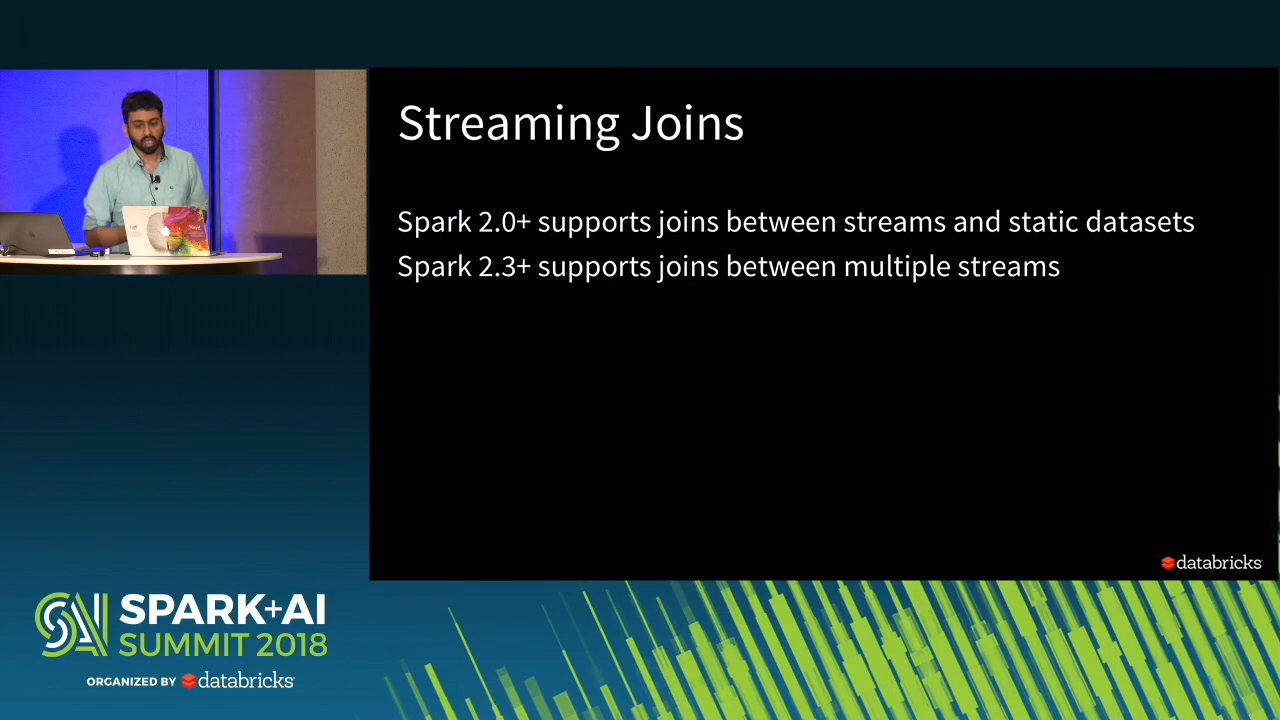 Streaming Joins
Spark 2.0+ supports joins between streams and static datasets
Spark 2.3+ supports joins between multiple streams
databricks
SPARK+AI
SUMMIT 2018
ORGANIZED BY databricks